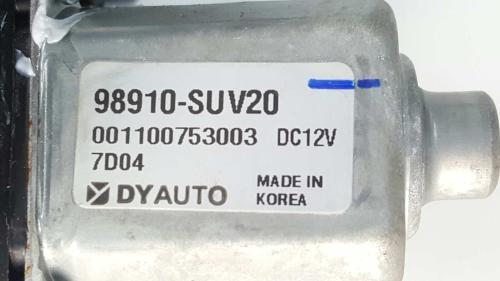 98910-SUV20
001100753003 DC12V
7D04
DYAUTO MADE IN KOREA